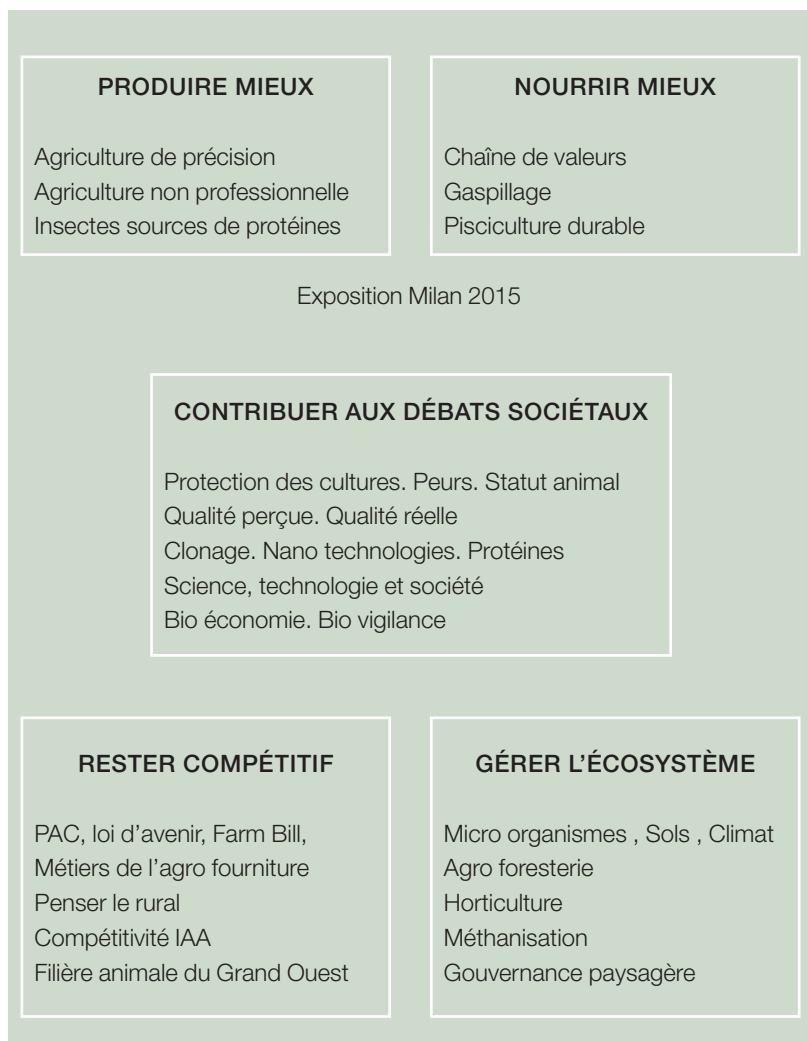 PRODUIRE MIEUX
Agriculture de précision
Agriculture non professionnelle
Insectes sources de protéines
NOURRIR MIEUX
Chaîne de valeurs
Gaspillage
Pisciculture durable
Exposition Milan 2015
CONTRIBUER AUX DÉBATS SOCIÉTAUX
Protection des cultures. Peurs. Statut animal
Qualité perçue. Qualité réelle
Clonage. Nano technologies. Protéines
Science, technologie et société
Bio économie. Bio vigilance
RESTER COMPÉTITIF
PAC, loi d’avenir, Farm Bill,
Métiers de l’agro fourniture
Penser le rural
Compétitivité IAA
Filière animale du Grand Ouest
GÉRER L’ÉCOSYSTÈME
Micro organismes , Sols , Climat
Agro foresterie
Horticulture
Méthanisation
Gouvernance paysagère